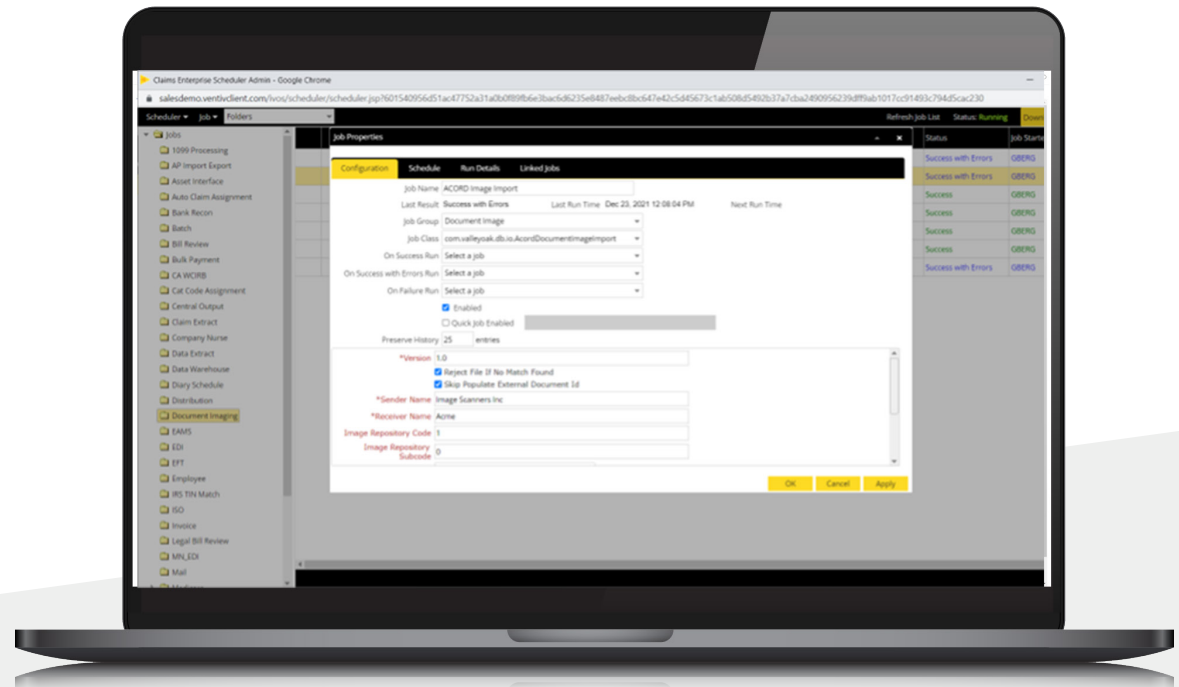 Claims Enterprise Scheduler Admin - Google Chrome
Scheduler Job Folders Refresh Job List Status: Running
Jobs
1099 Processing
AP Import Export
Asset Interface
Auto Claim Assignment
Bank Recon
Batch
Bill Review
Bulk Payment
CA WCIRB
Cat Code Assignment
Central Output
Claim Extract
Company Nurse
Data Extract
Data Warehouse
Diary Schedule
Distribution
Document Imaging
EAMS
EDI
EFT
Employee
IRS TIN Match
ISO
Invoice
Legal Bill Review
MN_EDI
Mail
Job Properties
Configuration Schedule Run Details Linked Jobs
Job Name ACORD Image Import
Last Result Success with Errors Last Run Time Dec 23, 2021 12:08:04 PM Next Run Time
Job Group Document Image
Job Class com.valleyoak.db.io.AcordDocumentImageImport
On Success Run Select a job
On Success with Errors Run Select a job
On Failure Run Select a job
Enabled
Quick Job Enabled
Preserve History 25 entries
*Version 1.0
Reject File If No Match Found
Skip Populate External Document Id
*Sender Name Image Scanners Inc
*Receiver Name Acme
Image Repository Code 1
Image Repository
Subcode 0
OK Cancel Apply
Status Job Starte
Success with Errors GBERG
Success with Errors GBERG
Success GBERG
Success GBERG
Success GBERG
Success GBERG
Success with Errors GBERG